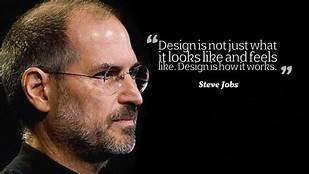 “Design is not just what
it looks like and feels
like. Design is how it works.”
Steve Jobs